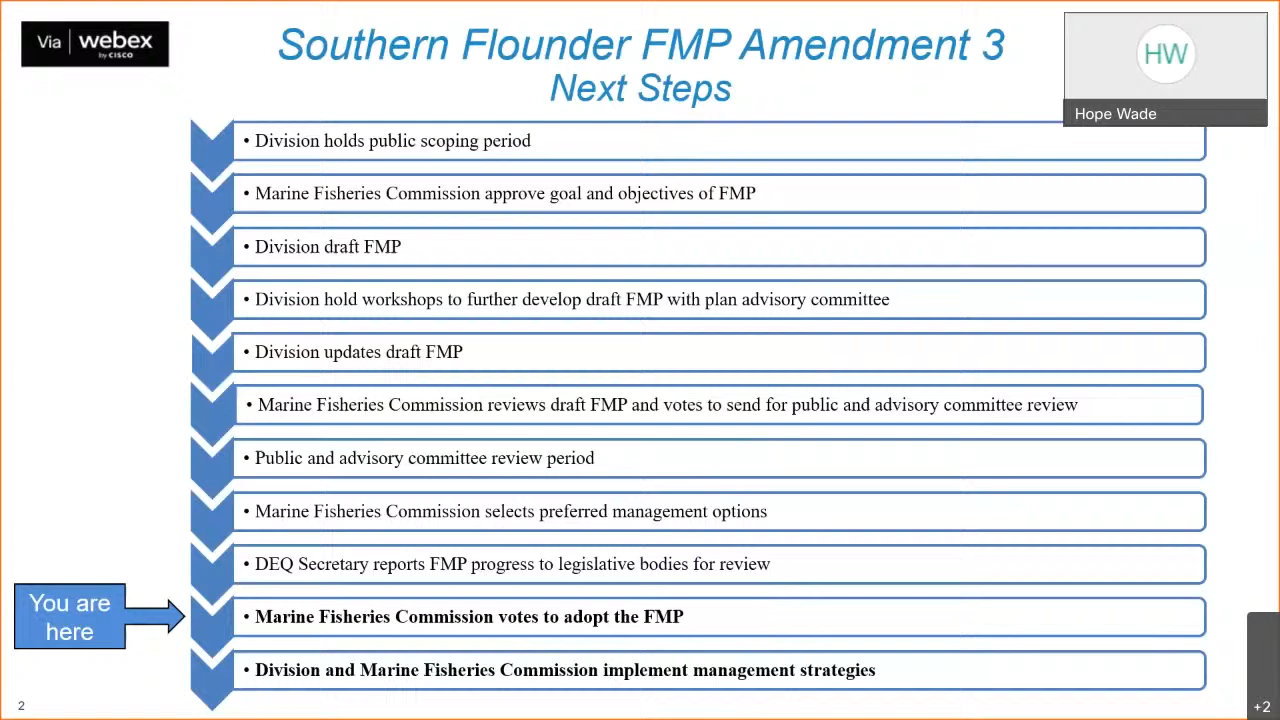 Via webex
by CISCO
Southern Flounder FMP Amendment 3
Next Steps
HW
Hope Wade
• Division holds public scoping period
• Marine Fisheries Commission approve goal and objectives of FMP
• Division draft FMP
• Division hold workshops to further develop draft FMP with plan advisory committee
• Division updates draft FMP
• Marine Fisheries Commission reviews draft FMP and votes to send for public and advisory committee review
• Public and advisory committee review period
• Marine Fisheries Commission selects preferred management options
• DEQ Secretary reports FMP progress to legislative bodies for review
You are
here
• Marine Fisheries Commission votes to adopt the FMP
• Division and Marine Fisheries Commission implement management strategies
2
+2